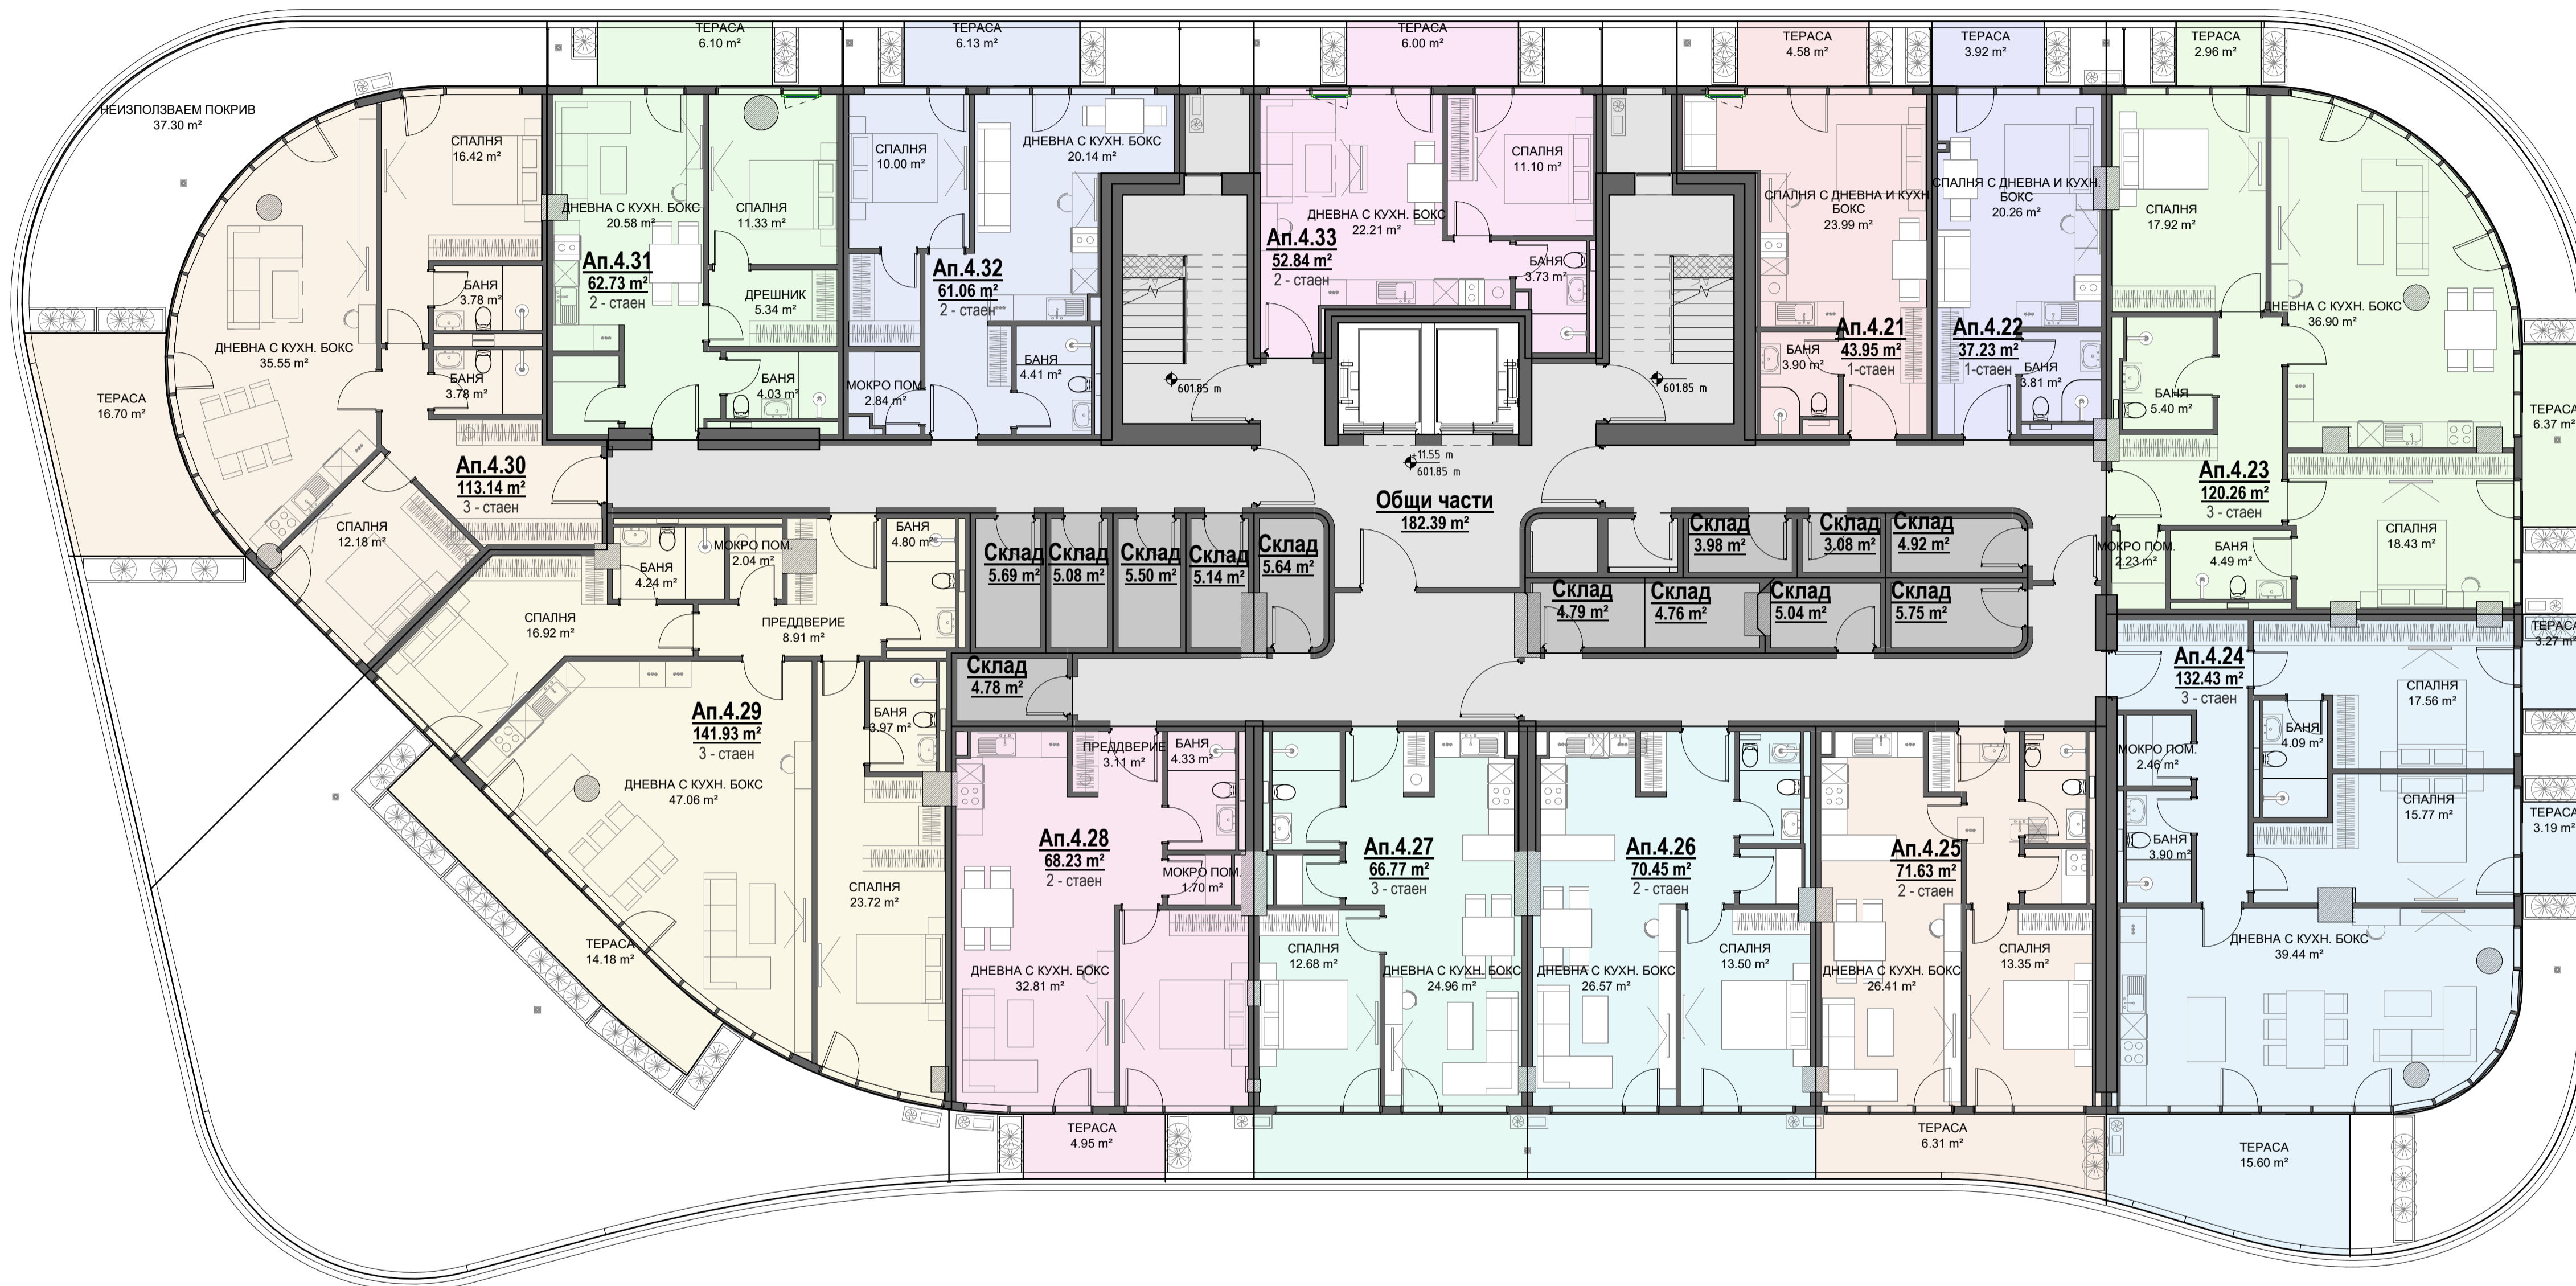 ТЕРАСА
6.10 m²
ТЕРАСА
6.13 m²
ТЕРАСА
6.00 m²
ТЕРАСА
4.58 m²
ТЕРАСА
3.92 m²
ТЕРАСА
2.96 m²
НЕИЗПОЛЗВАЕМ ПОКРИВ
37.30 m²
СПАЛНЯ
16.42 m²
ДНЕВНА С КУХН. БОКС
35.55 m²
БАНЯ
3.78 m²
БАНЯ
3.78 m²
ТЕРАСА
16.70 m²
Ап.4.30
113.14 m²
3 - стаен
СПАЛНЯ
12.18 m²
ДНЕВНА С КУХН. БОКС
20.58 m²
СПАЛНЯ
11.33 m²
Ап.4.31
62.73 m²
2 - стаен
ДРЕШНИК
5.34 m²
БАНЯ
4.03 m²
СПАЛНЯ
10.00 m²
ДНЕВНА С КУХН. БОКС
20.14 m²
Ап.4.32
61.06 m²
2 - стаен
МОКРО ПОМ.
2.84 m²
БАНЯ
4.41 m²
601.85 m
ДНЕВНА С КУХН. БОКС
22.21 m²
СПАЛНЯ
11.10 m²
Ап.4.33
52.84 m²
2 - стаен
БАНЯ
3.73 m²
601.85 m
СПАЛНЯ С ДНЕВНА И КУХН.
БОКС
23.99 m²
Ап.4.21
43.95 m²
1-стаен
БАНЯ
3.90 m²
СПАЛНЯ С ДНЕВНА И КУХН.
БОКС
20.26 m²
Ап.4.22
37.23 m²
1-стаен
БАНЯ
3.81 m²
СПАЛНЯ
17.92 m²
ДНЕВНА С КУХН. БОКС
36.90 m²
БАНЯ
5.40 m²
Ап.4.23
120.26 m²
3 - стаен
СПАЛНЯ
18.43 m²
МОКРО ПОМ.
2.23 m²
БАНЯ
4.49 m²
ТЕРАСА
6.37 m²
+11.55 m
601.85 m
Общи части
182.39 m²
Склад
5.69 m²
Склад
5.08 m²
Склад
5.50 m²
Склад
5.14 m²
Склад
5.64 m²
Склад
3.98 m²
Склад
3.08 m²
Склад
4.92 m²
Склад
4.79 m²
Склад
4.76 m²
Склад
5.04 m²
Склад
5.75 m²
Склад
4.78 m²
БАНЯ
4.24 m²
МОКРО ПОМ.
2.04 m²
БАНЯ
4.80 m²
СПАЛНЯ
16.92 m²
ПРЕДДВЕРИЕ
8.91 m²
Ап.4.29
141.93 m²
3 - стаен
БАНЯ
3.97 m²
ДНЕВНА С КУХН. БОКС
47.06 m²
СПАЛНЯ
23.72 m²
ТЕРАСА
14.18 m²
ПРЕДДВЕРИЕ
3.11 m²
БАНЯ
4.33 m²
Ап.4.28
68.23 m²
2 - стаен
МОКРО ПОМ.
1.70 m²
ДНЕВНА С КУХН. БОКС
32.81 m²
ТЕРАСА
4.95 m²
Ап.4.27
66.77 m²
3 - стаен
СПАЛНЯ
12.68 m²
ДНЕВНА С КУХН. БОКС
24.96 m²
Ап.4.26
70.45 m²
2 - стаен
ДНЕВНА С КУХН. БОКС
26.57 m²
СПАЛНЯ
13.50 m²
Ап.4.25
71.63 m²
2 - стаен
ДНЕВНА С КУХН. БОКС
26.41 m²
СПАЛНЯ
13.35 m²
ТЕРАСА
6.31 m²
Ап.4.24
132.43 m²
3 - стаен
ТЕРАСА
3.27 m²
СПАЛНЯ
17.56 m²
БАНЯ
4.09 m²
МОКРО ПОМ.
2.46 m²
СПАЛНЯ
15.77 m²
ТЕРАСА
3.19 m²
БАНЯ
3.90 m²
ДНЕВНА С КУХН. БОКС
39.44 m²
ТЕРАСА
15.60 m²